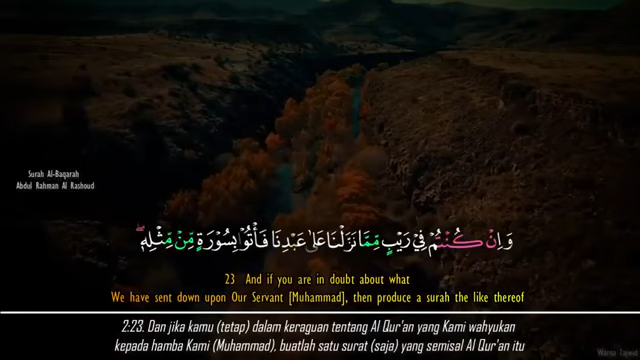 Surah Al-Baqarah
Abdul Rahman Al Rashoud
وَاِنْ كُنْتُمْ فِيْ رَيْبٍ مِّمَّا نَزَّلْنَا عَلٰى عَبْدِنَا فَأْتُوْا بِسُوْرَةٍ مِّنْ مِّثْلِهٖۖ
23 And if you are in doubt about what
We have sent down upon Our Servant [Muhammad], then produce a surah the like thereof
2:23. Dan jika kamu (tetap) dalam keraguan tentang Al Qur'an yang Kami wahyukan
kepada hamba Kami (Muhammad), buatlah satu surat (saja) yang semisal Al Qur'an itu